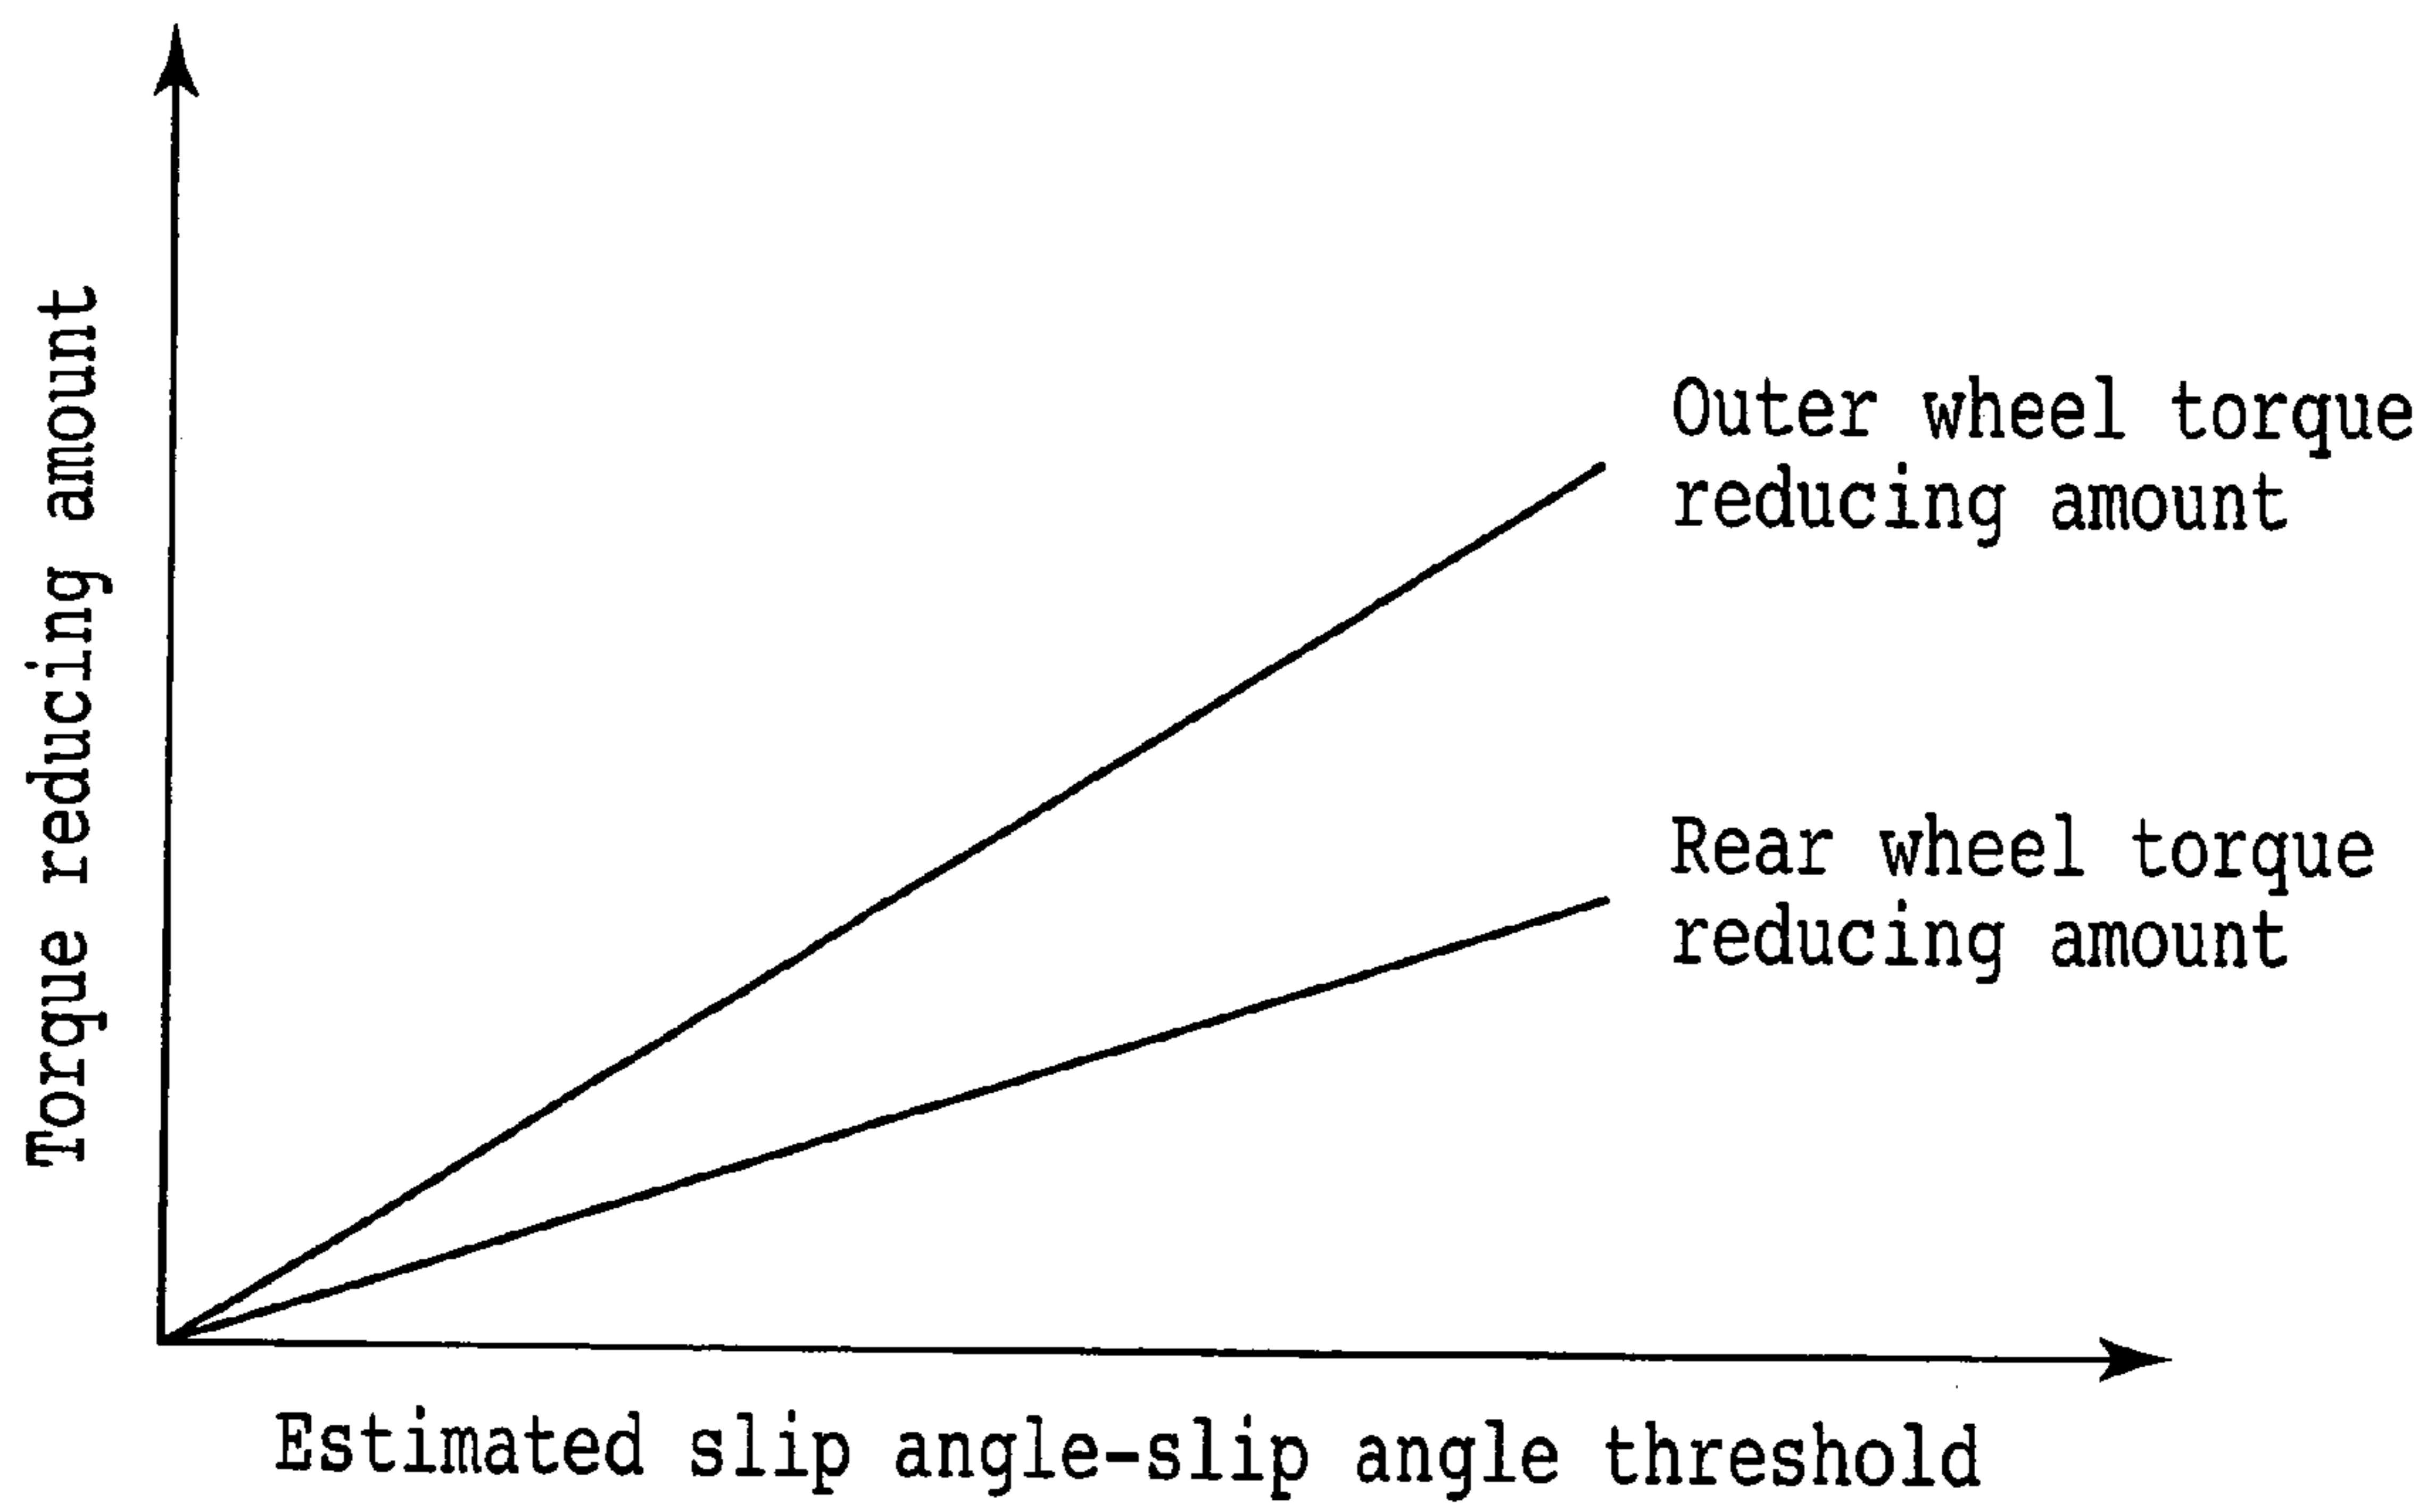 Torque reducing amount
Outer wheel torque
reducing amount
Rear wheel torque
reducing amount
Estimated slip angle-slip angle threshold